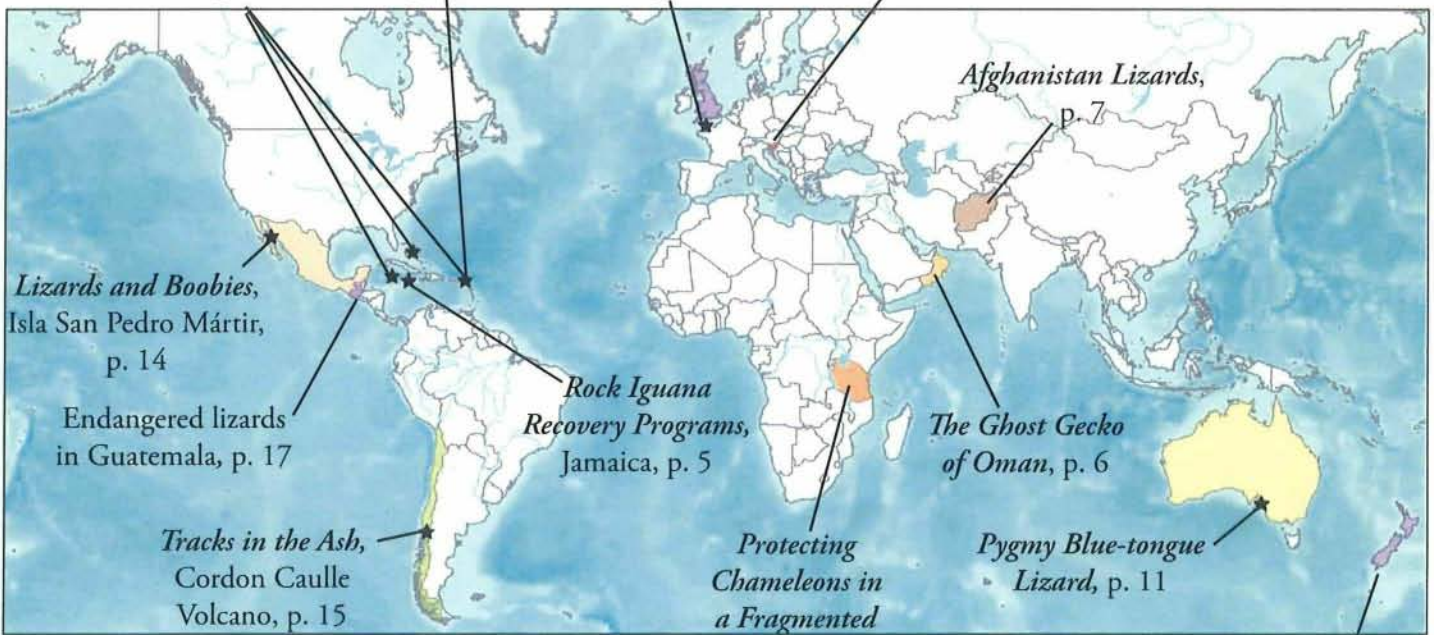 Afghanistan Lizards,
p. 7
Lizards and Boobies,
Isla San Pedro Mártir,
p. 14
Endangered lizards
in Guatemala, p. 17
Rock Iguana
Recovery Programs,
Jamaica, p. 5
The Ghost Gecko
of Oman, p. 6
Tracks in the Ash,
Cordon Caulle
Volcano, p. 15
Protecting
Chameleons in
a Fragmented
Pygmy Blue-tongue
Lizard, p. 11